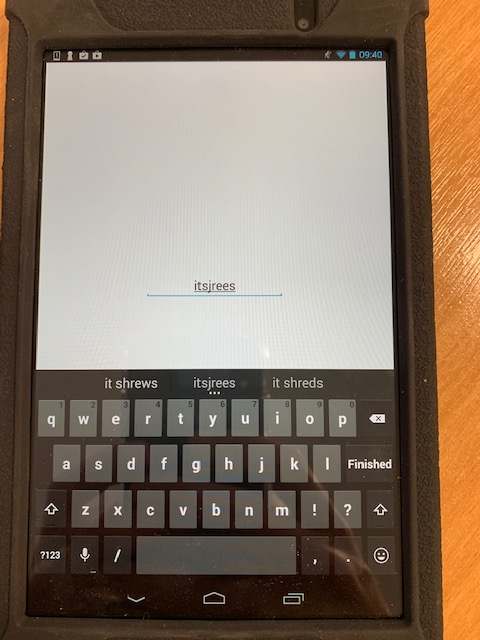 09:40
itsjrees
it shrews itsjrees it shreds
1 2 3 4 5 6 7 8 9 0
q w e r t y u i o p
a s d f g h j k l Finished
z x c v b n m ! ?
?123 / , .